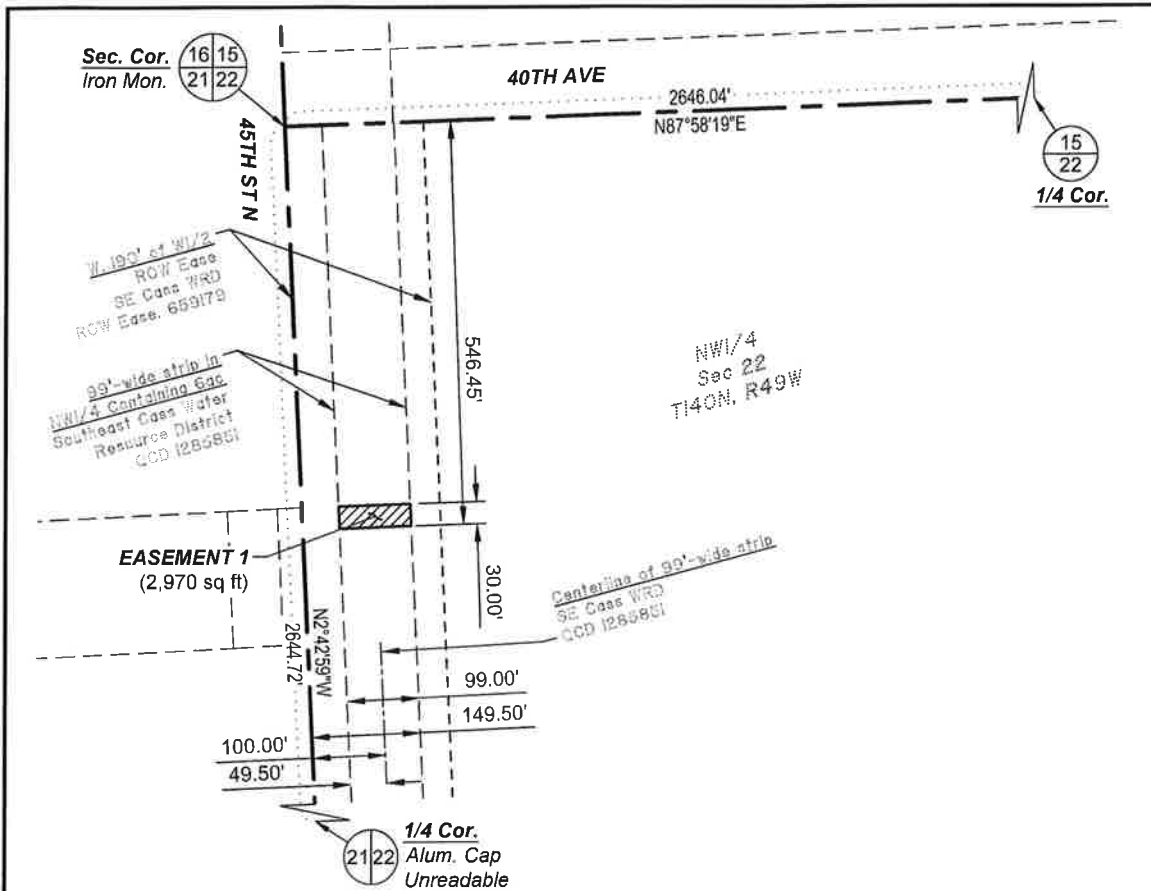 Sec. Cor.
Iron Mon.
16 15
21 22
40TH AVE
2646.04'
N87°58'19"E
15
22
1/4 Cor.
45TH ST N
W. 190' of W1/2
ROW Ease
SE Cass WRD
ROW Ease. 659179
99'-wide strip in
NW1/4 Containing 6ac
Southeast Cass Water
Resource District
QCD 1285851
546.45'
NW1/4
Sec 22
T140N, R49W
EASEMENT 1
(2,970 sq ft)
30.00'
Centerline of 99'-wide strip
SE Cass WRD
QCD 1285851
N2°42'59"W
2644.72'
99.00'
149.50'
100.00'
49.50'
21 22
1/4 Cor.
Alum. Cap
Unreadable